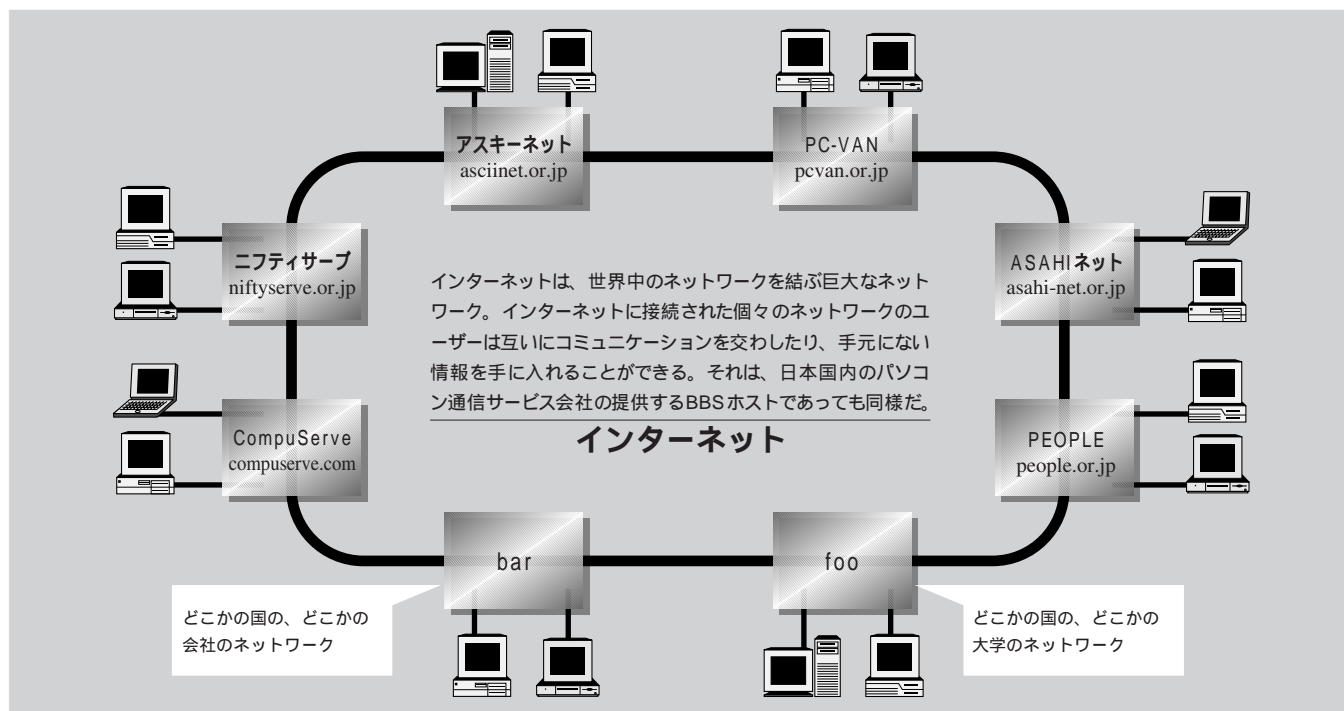 アスキーネット
asciinet.or.jp
PC-VAN
pcvan.or.jp
ニフティサーブ
niftyserve.or.jp
ASAHIネット
asahi-net.or.jp
インターネットは、世界中のネットワークを結ぶ巨大なネット
ワーク。インターネットに接続された個々のネットワークのユ
ーザーは互いにコミュニケーションを交わしたり、手元にない
情報を手に入れることができる。それは、日本国内のパソコ
ン通信サービス会社の提供するBBSホストであっても同様だ。
インターネット
CompuServe
compuserve.com
PEOPLE
people.or.jp
bar
foo
どこかの国の、どこかの
会社のネットワーク
どこかの国の、どこかの
大学のネットワーク